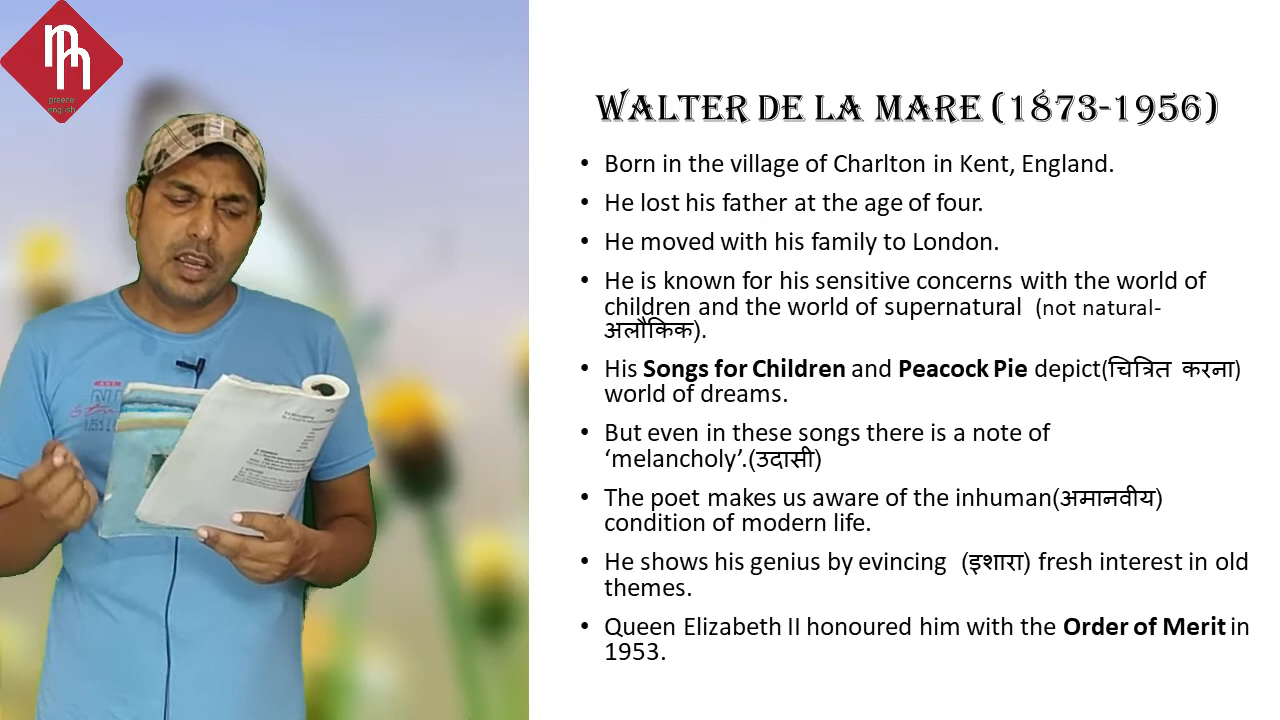 greene
english
WALTER DE LA MARE (1873-1956)
• Born in the village of Charlton in Kent, England.
• He lost his father at the age of four.
• He moved with his family to London.
• He is known for his sensitive concerns with the world of
children and the world of supernatural (not natural-
अलौकिक).
• His Songs for Children and Peacock Pie depict(चित्रित करना)
world of dreams.
• But even in these songs there is a note of
‘melancholy’.(उदासी)
• The poet makes us aware of the inhuman(अमानवीय)
condition of modern life.
• He shows his genius by evincing (इशारा) fresh interest in old
themes.
• Queen Elizabeth II honoured him with the Order of Merit in
1953.